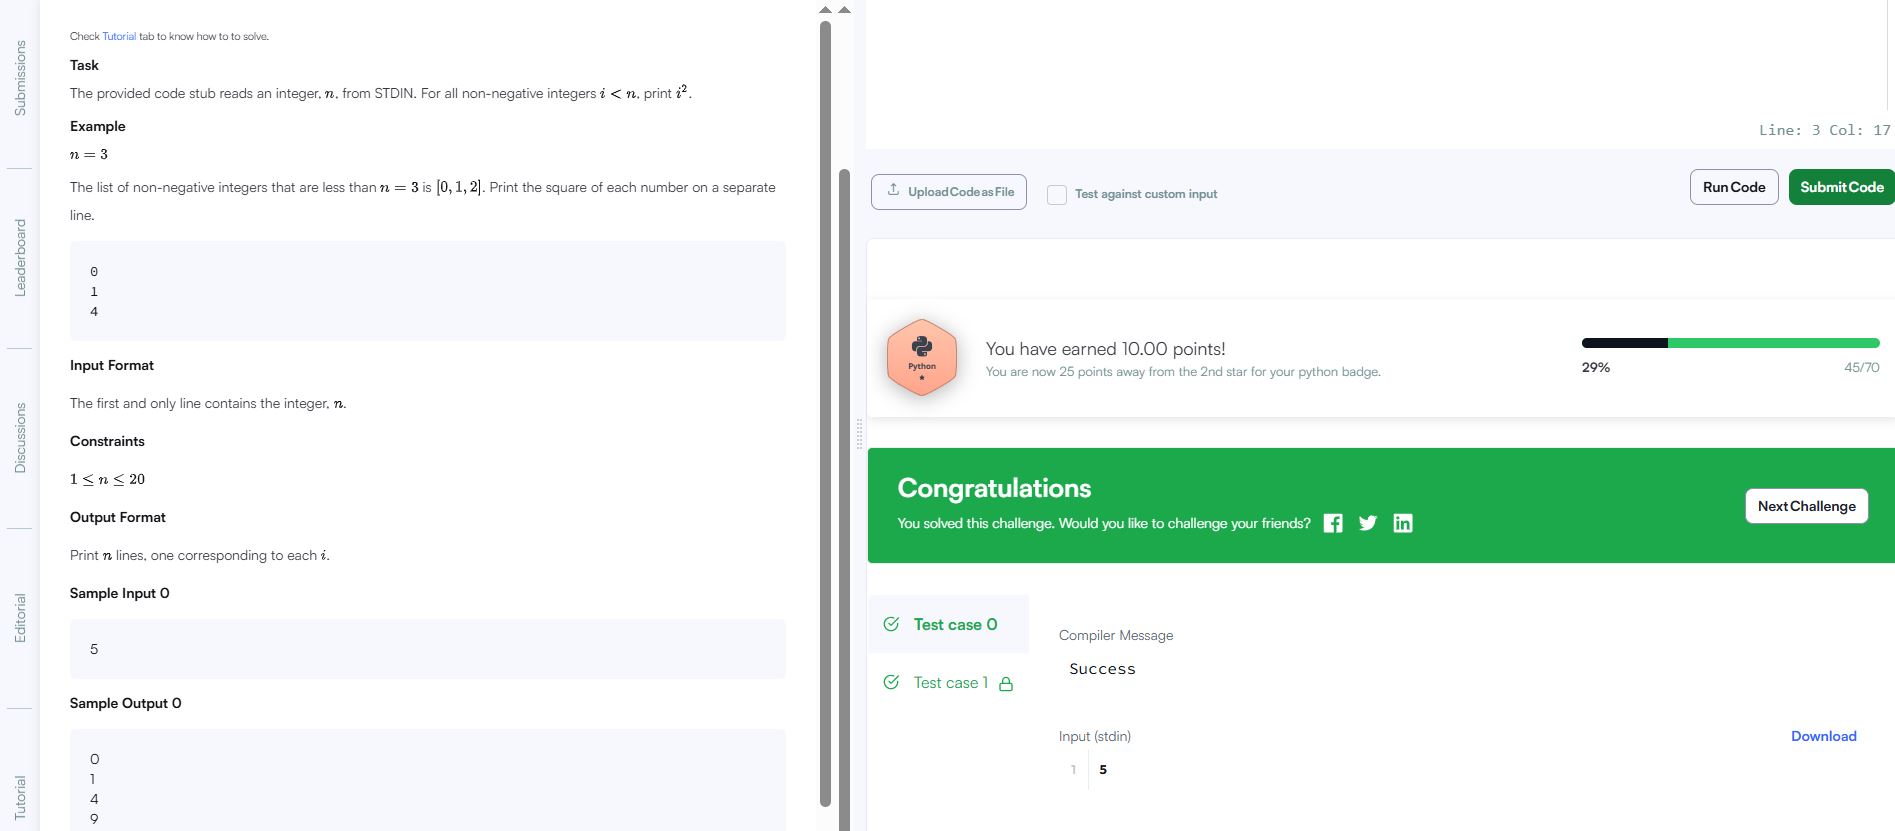 Submissions
Leaderboard
Discussions
Editorial
Tutorial
Check Tutorial tab to know how to to solve.
Task
The provided code stub reads an integer, n, from STDIN. For all non-negative integers i < n, print i².
Example
n = 3
The list of non-negative integers that are less than n = 3 is [0, 1, 2]. Print the square of each number on a separate
line.
0
1
4
Input Format
The first and only line contains the integer, n.
Constraints
1 ≤ n ≤ 20
Output Format
Print n lines, one corresponding to each i.
Sample Input 0
5
Sample Output 0
0
1
4
9
Line: 3 Col: 17
Upload Code as File
Test against custom input
Run Code
Submit Code
Python
You have earned 10.00 points!
You are now 25 points away from the 2nd star for your python badge.
29%
45/70
Congratulations
You solved this challenge. Would you like to challenge your friends?
Next Challenge
Test case 0
Test case 1
Compiler Message
Success
Input (stdin)
Download
1
5